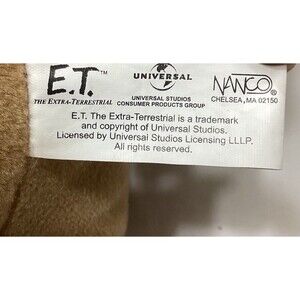 E.T.™
THE EXTRA-TERRESTRIAL
UNIVERSAL
UNIVERSAL STUDIOS
CONSUMER PRODUCTS GROUP
NANCO®
CHELSEA, MA 02150
E.T. The Extra-Terrestrial is a trademark
and copyright of Universal Studios.
Licensed by Universal Studios Licensing LLLP.
All rights reserved.